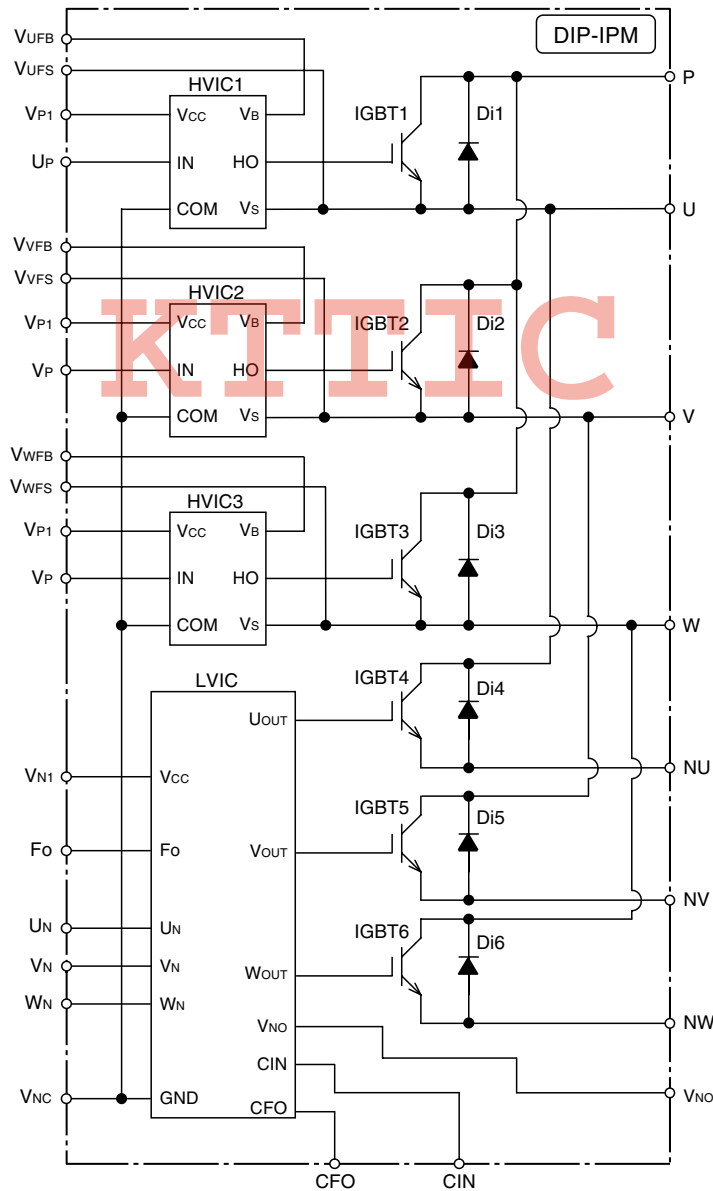 DIP-IPM
VUFB
VUFS
HVIC1
VP1
VCC
VB
IGBT1
Di1
P
UP
IN
HO
COM
VS
U
VVFB
VVFS
HVIC2
VP1
VCC
VB
IGBT2
Di2
VP
IN
HO
COM
VS
V
KTTIC
VWFB
VWFS
HVIC3
VP1
VCC
VB
IGBT3
Di3
VP
IN
HO
COM
VS
W
LVIC
IGBT4
Di4
UOUT
NU
VN1
VCC
IGBT5
Di5
Fo
Fo
VOUT
NV
UN
UN
IGBT6
Di6
VN
VN
WOUT
WN
WN
NW
VNO
CIN
VNO
VNC
GND
CFO
CFO
CIN